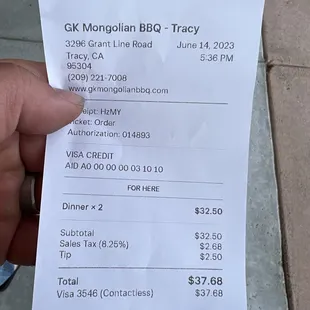 GK Mongolian BBQ - Tracy
3296 Grant Line Road June 14, 2023
Tracy, CA 5:36 PM
95304
(209) 221-7008
www.gkmongolianbbq.com
HzMY
Order
Authorization: 014893
VISA CREDIT
AID A0 00 00 00 03 10 10
FOR HERE
Dinner × 2 $32.50
Subtotal $32.50
Sales Tax (8.25%) $2.68
Tip $2.50
Total $37.68
Visa 3546 (Contactless) $37.68